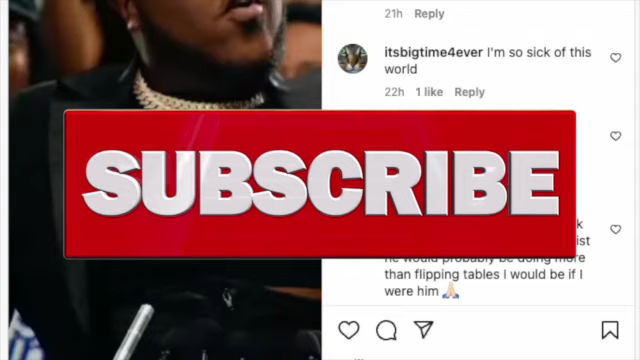 21h Reply
itsbigtime4ever I'm so sick of this
world
22h 1 like Reply
SUBSCRIBE
he would probably be doing more
than flipping tables I would be if I
were him 🙏🏻